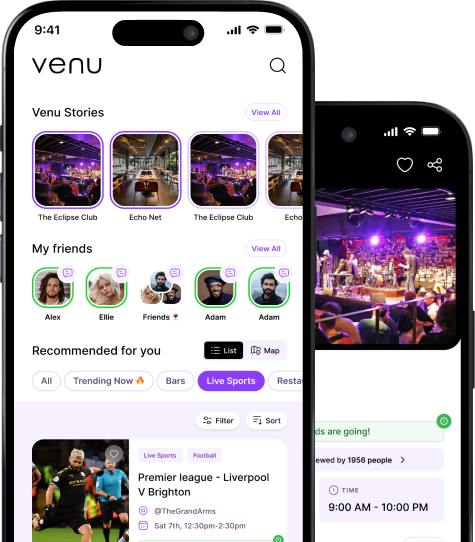 9:41
venu
Venu Stories
View All
The Eclipse Club
Echo Net
The Eclipse Club
Echo
My friends
View All
Alex
Ellie
Friends 🍷
Adam
Adam
Recommended for you
List
Map
All
Trending Now 🔥
Bars
Live Sports
Restau
Filter
Sort
Live Sports
Football
Premier league - Liverpool
V Brighton
@TheGrandArms
Sat 7th, 12:30pm-2:30pm
ds are going!
ewed by 1956 people
TIME
9:00 AM - 10:00 PM